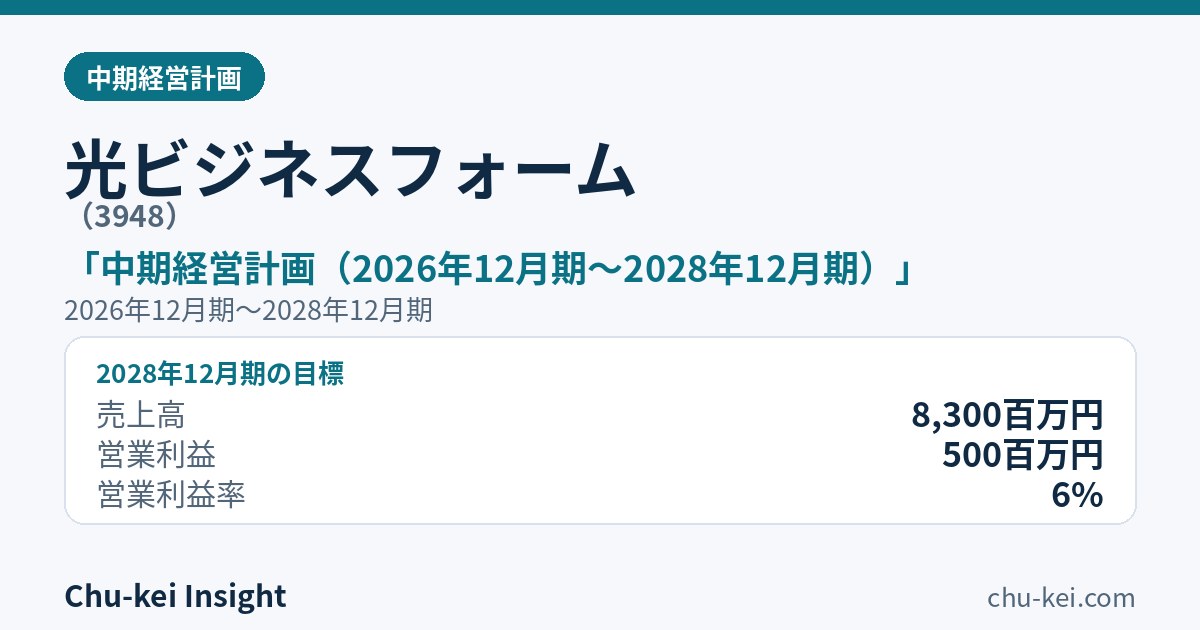 中期経営計画
光ビジネスフォーム
（3948）
「中期経営計画（2026年12月期～2028年12月期）」
2026年12月期～2028年12月期
2028年12月期の目標
売上高 8,300百万円
営業利益 500百万円
営業利益率 6%
Chu-kei Insight chu-kei.com